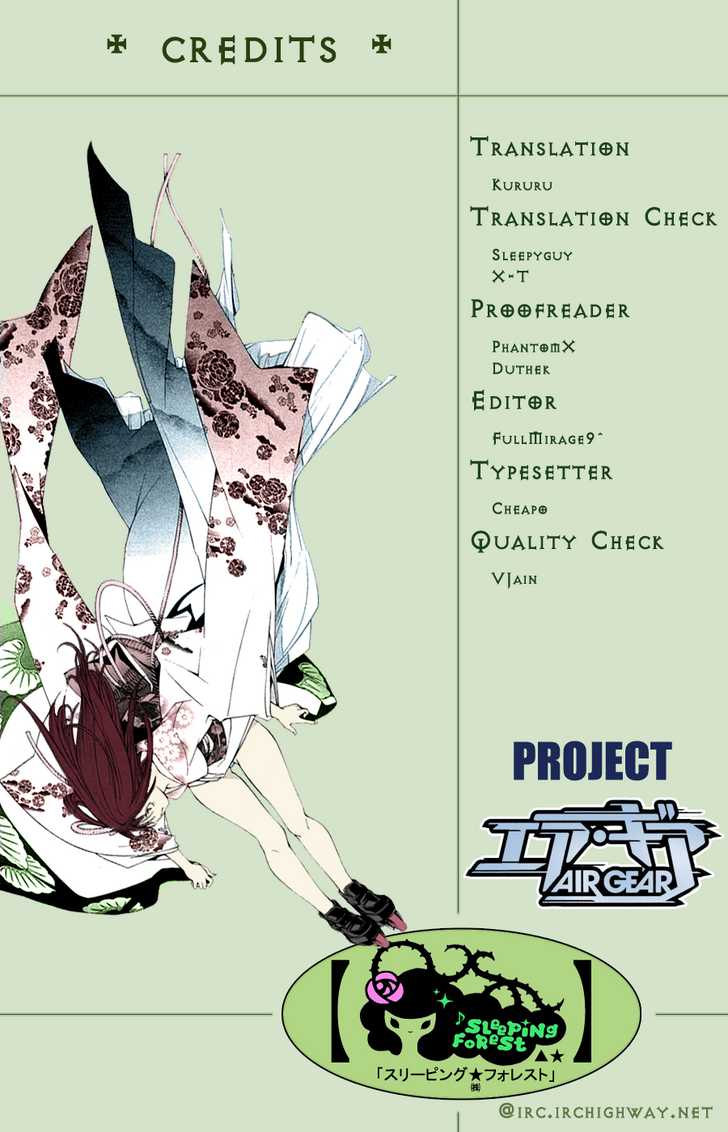 ✠ CREDITS ✠
Translation
Kururu
Translation Check
Sleepyguy
X-T
Proofreader
PhantomX
Duthek
Editor
FullMirage9^
Typesetter
Cheapo
Quality Check
VJain
PROJECT
エア・ギア
AIR GEAR
【 】
♪ SLEEPING
FOREST
▲★
「スリーピング★フォレスト」
㈱
@irc.irchighway.net